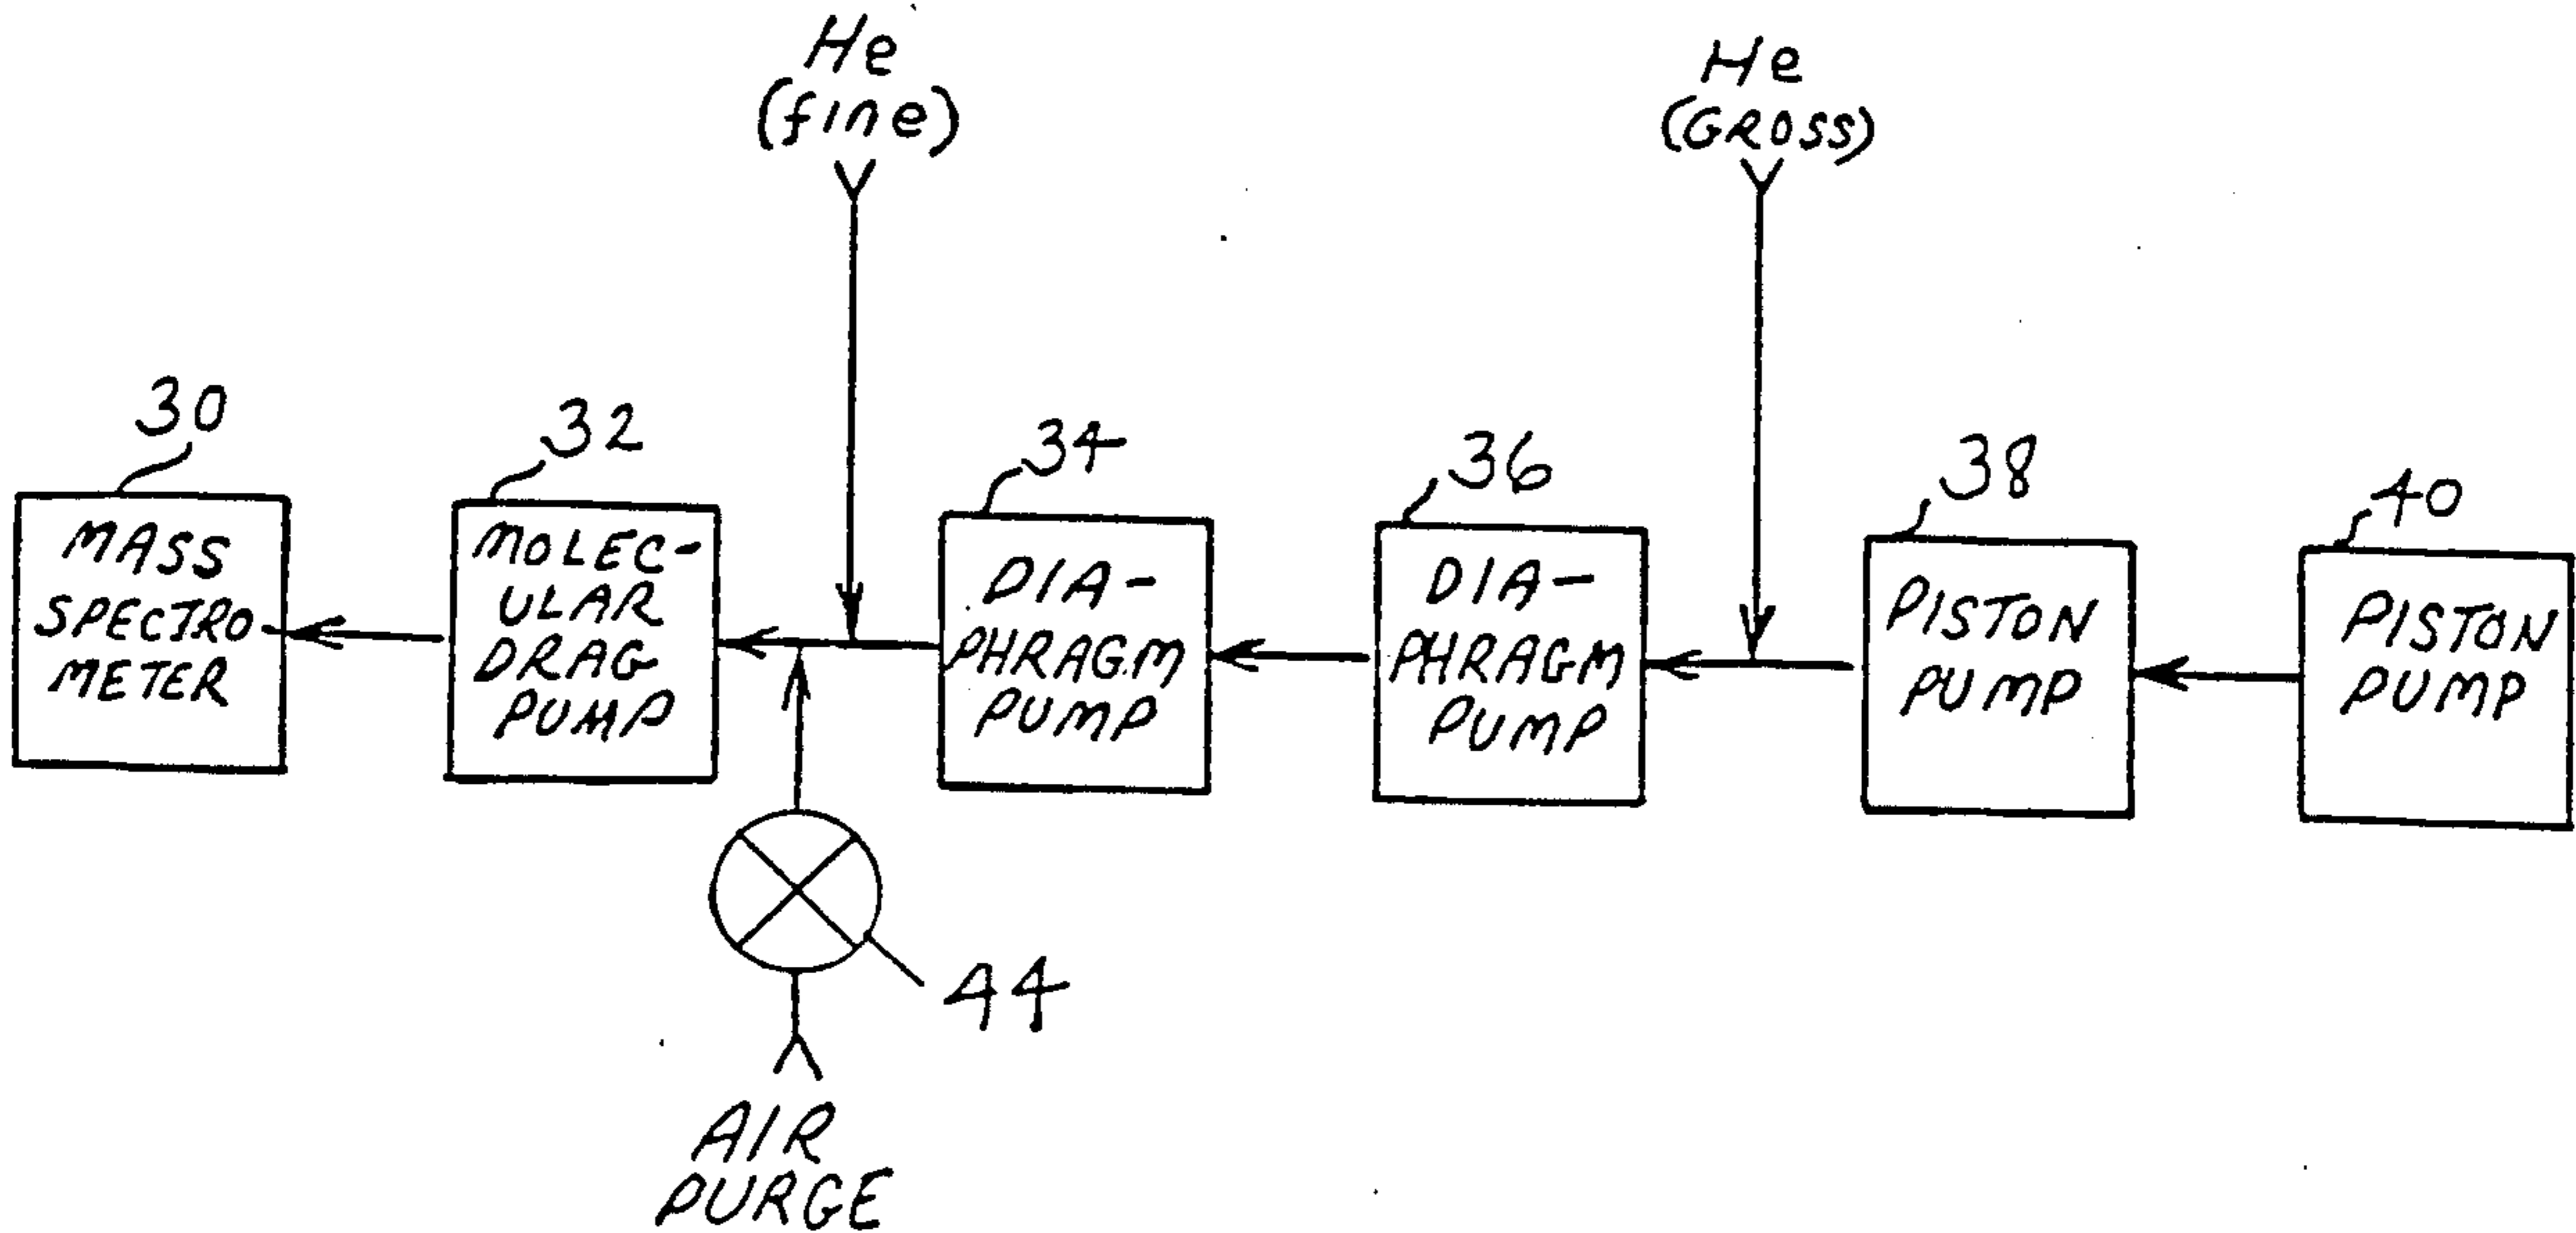 He
(fine)
He
(GROSS)
30
32
34
36
38
40
MASS
SPECTRO
METER
MOLEC-
ULAR
DRAG
PUMP
DIA-
PHRAGM
PUMP
DIA-
PHRAGM
PUMP
PISTON
PUMP
PISTON
PUMP
44
AIR
PURGE